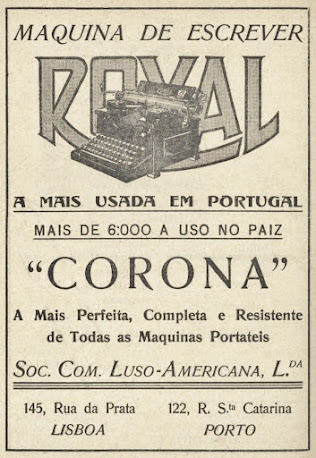 MAQUINA DE ESCREVER
ROYAL
A MAIS USADA EM PORTUGAL
MAIS DE 6:000 A USO NO PAIZ
“CORONA”
A Mais Perfeita, Completa e Resistente
de Todas as Maquinas Portateis
SOC. COM. LUSO-AMERICANA, L.DA
145, Rua da Prata
LISBOA
122, R. S.ta Catarina
PORTO